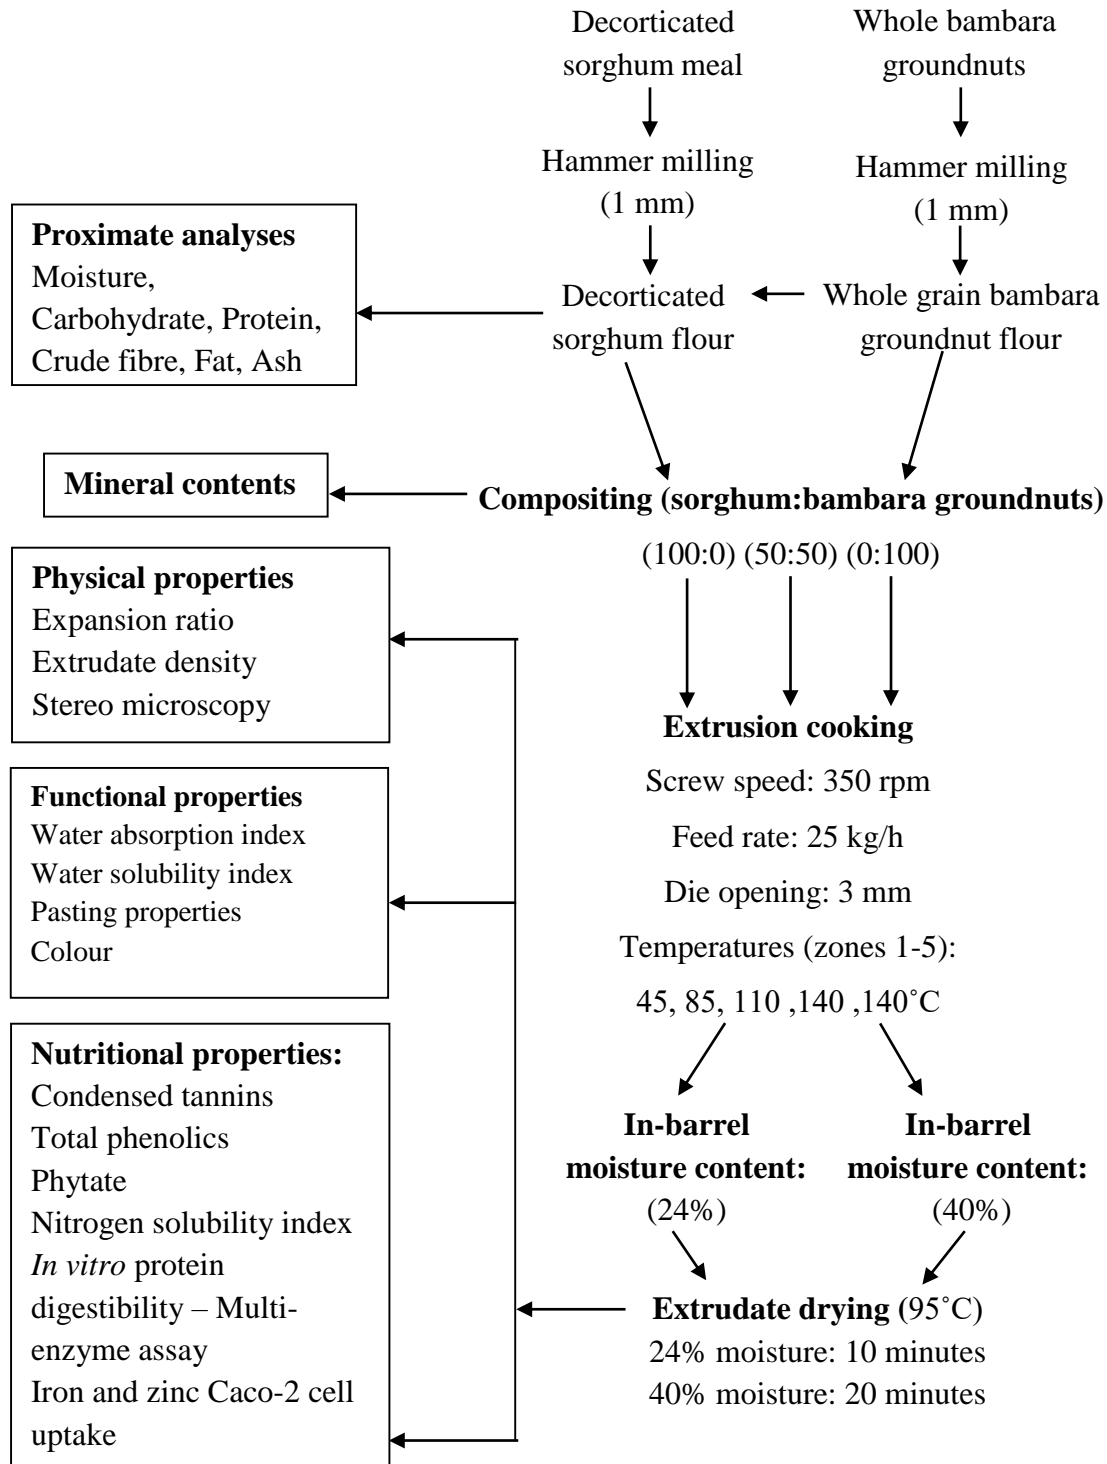 Decorticated
sorghum meal
Whole bambara
groundnuts
Hammer milling
(1 mm)
Hammer milling
(1 mm)
Proximate analyses
Moisture,
Carbohydrate, Protein,
Crude fibre, Fat, Ash
Decorticated
sorghum flour
Whole grain bambara
groundnut flour
Mineral contents
Compositing (sorghum:bambara groundnuts)
(100:0) (50:50) (0:100)
Physical properties
Expansion ratio
Extrudate density
Stereo microscopy
Extrusion cooking
Screw speed: 350 rpm
Feed rate: 25 kg/h
Die opening: 3 mm
Temperatures (zones 1-5):
45, 85, 110 ,140 ,140˚C
Functional properties
Water absorption index
Water solubility index
Pasting properties
Colour
In-barrel
moisture content:
(24%)
In-barrel
moisture content:
(40%)
Nutritional properties:
Condensed tannins
Total phenolics
Phytate
Nitrogen solubility index
In vitro protein
digestibility – Multi-
enzyme assay
Iron and zinc Caco-2 cell
uptake
Extrudate drying (95˚C)
24% moisture: 10 minutes
40% moisture: 20 minutes